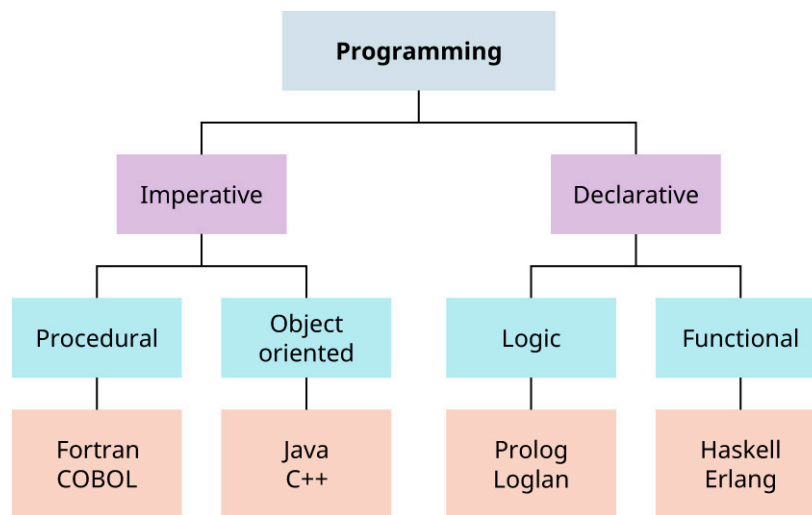 Programming
Imperative
Declarative
Procedural
Object
oriented
Logic
Functional
Fortran
COBOL
Java
C++
Prolog
Loglan
Haskell
Erlang